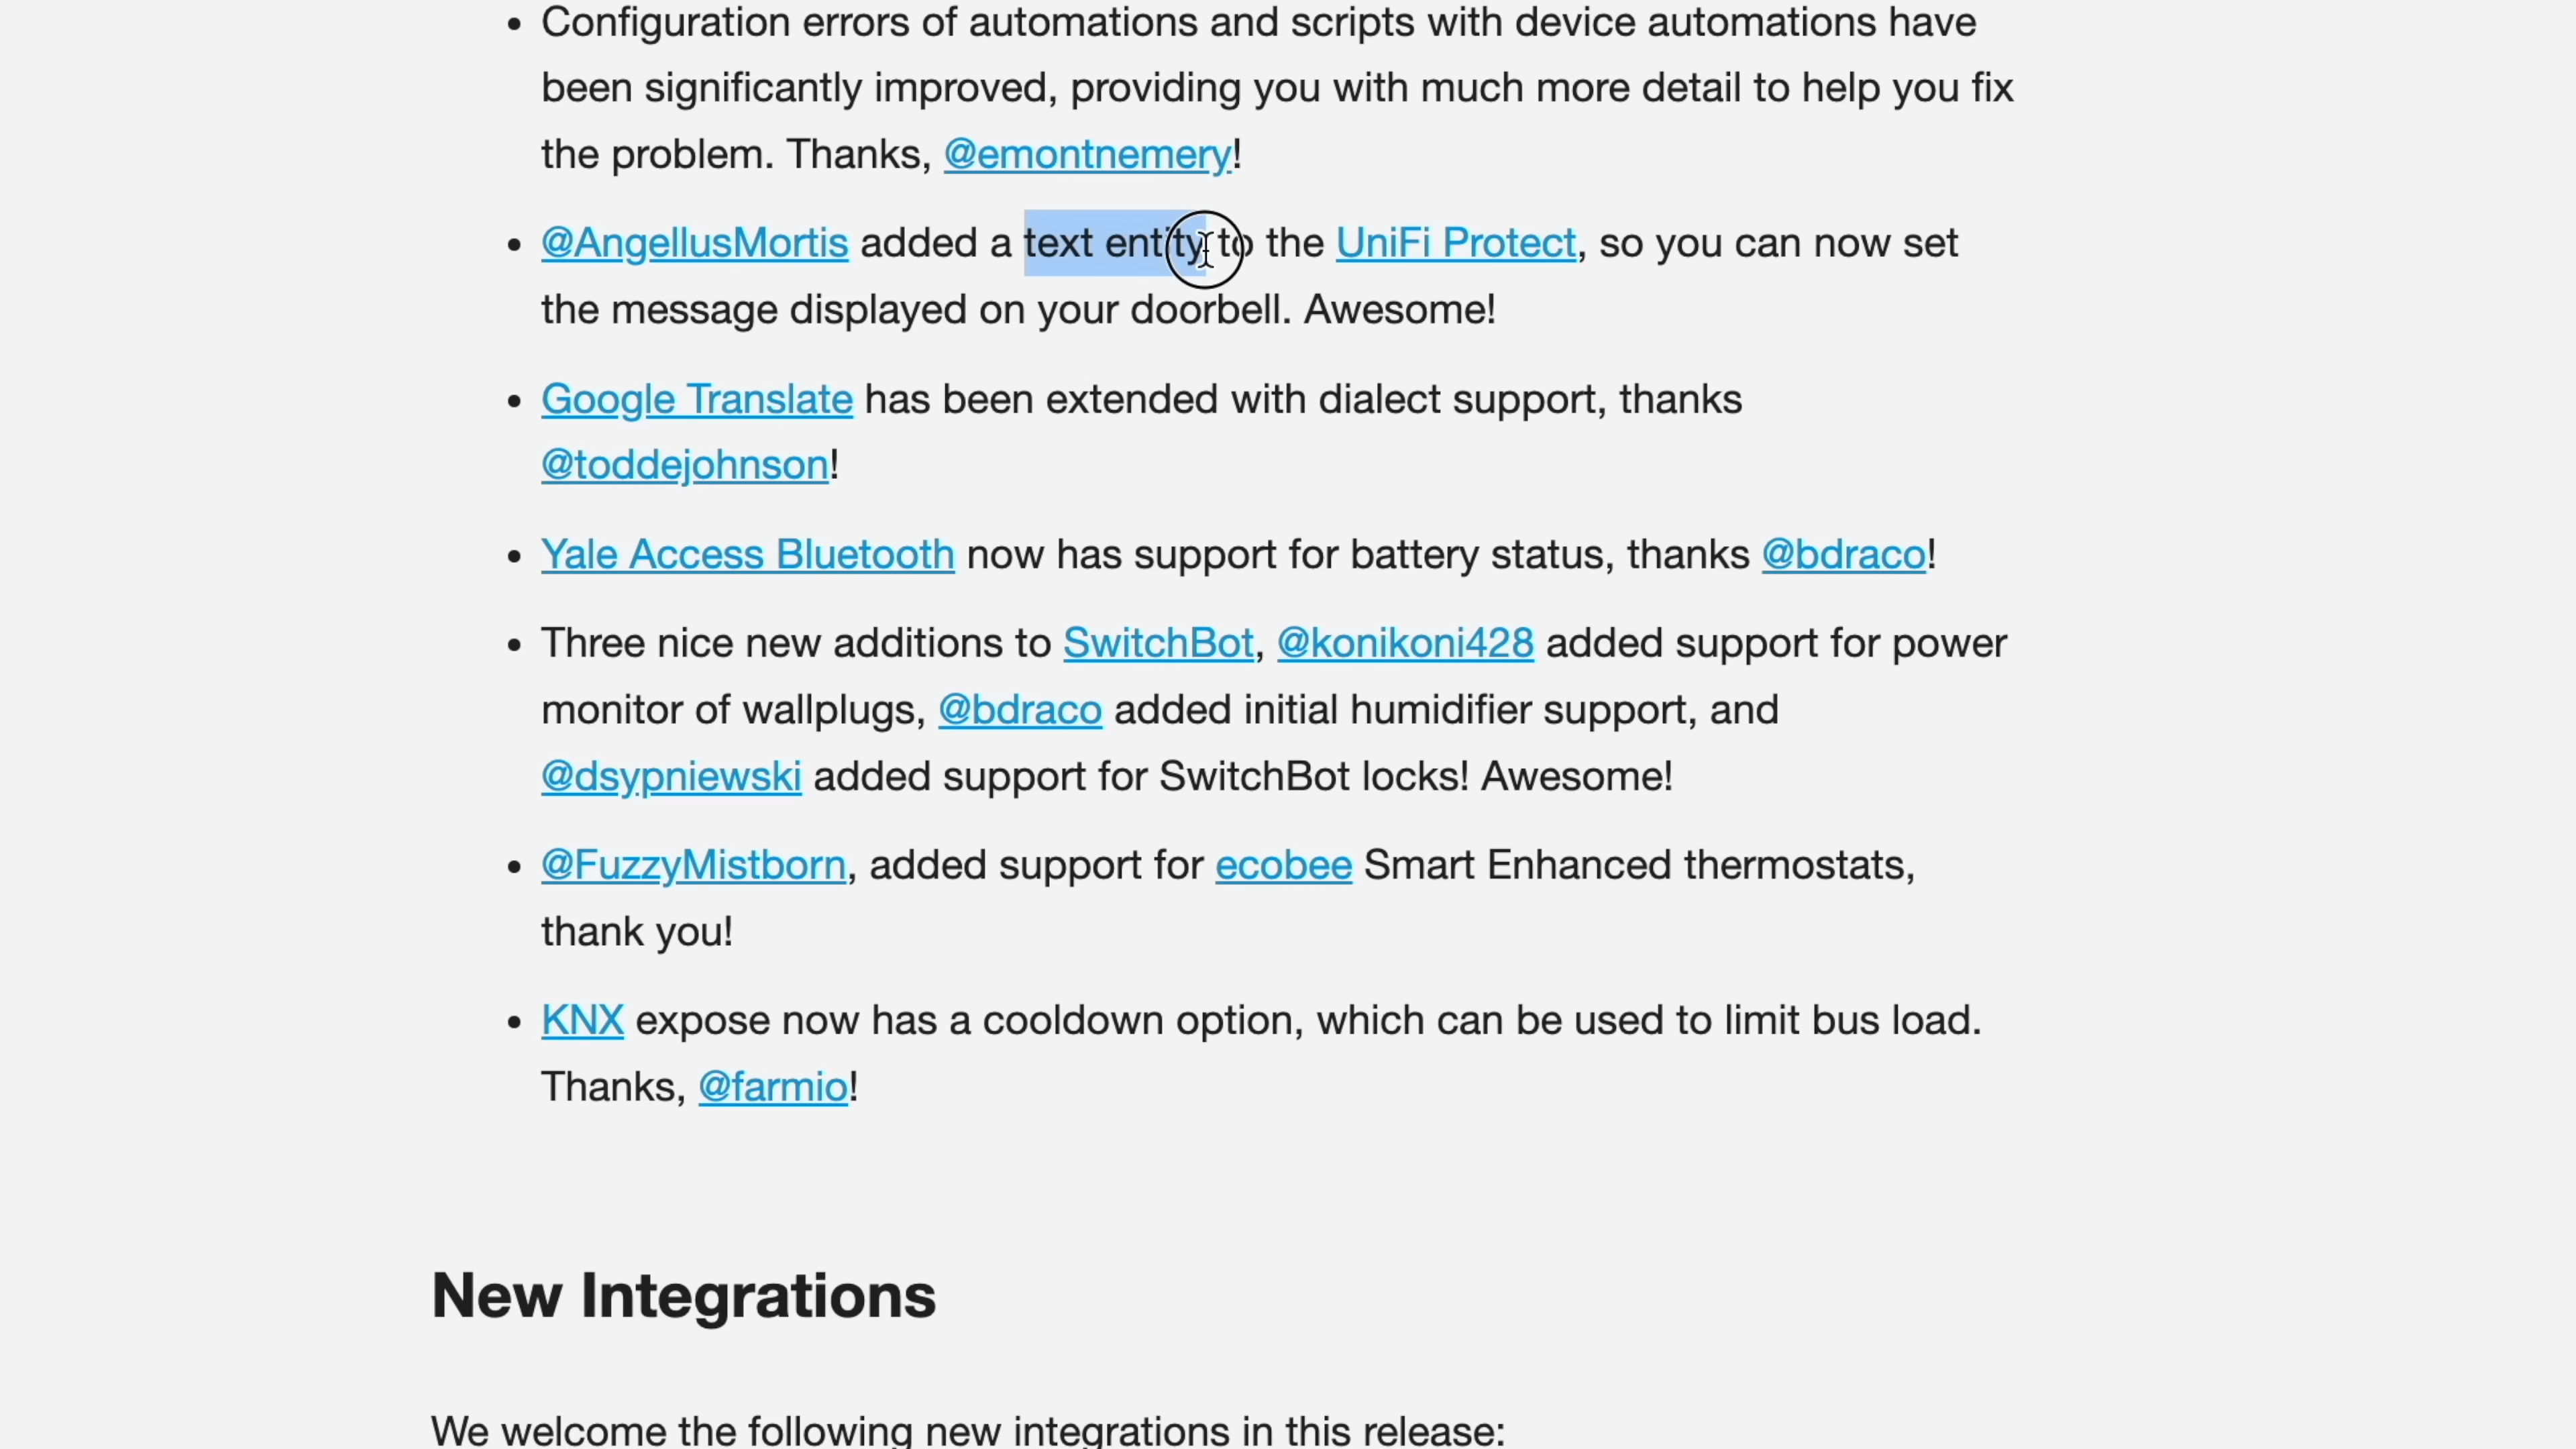 Configuration errors of automations and scripts with device automations have
been significantly improved, providing you with much more detail to help you fix
the problem. Thanks, @emontnemery!
@AngellusMortis added a text entity to the UniFi Protect, so you can now set
the message displayed on your doorbell. Awesome!
Google Translate has been extended with dialect support, thanks
@toddejohnson!
Yale Access Bluetooth now has support for battery status, thanks @bdraco!
Three nice new additions to SwitchBot, @konikoni428 added support for power
monitor of wallplugs, @bdraco added initial humidifier support, and
@dsypniewski added support for SwitchBot locks! Awesome!
@FuzzyMistborn, added support for ecobee Smart Enhanced thermostats,
thank you!
KNX expose now has a cooldown option, which can be used to limit bus load.
Thanks, @farmio!
New Integrations
We welcome the following new integrations in this release: